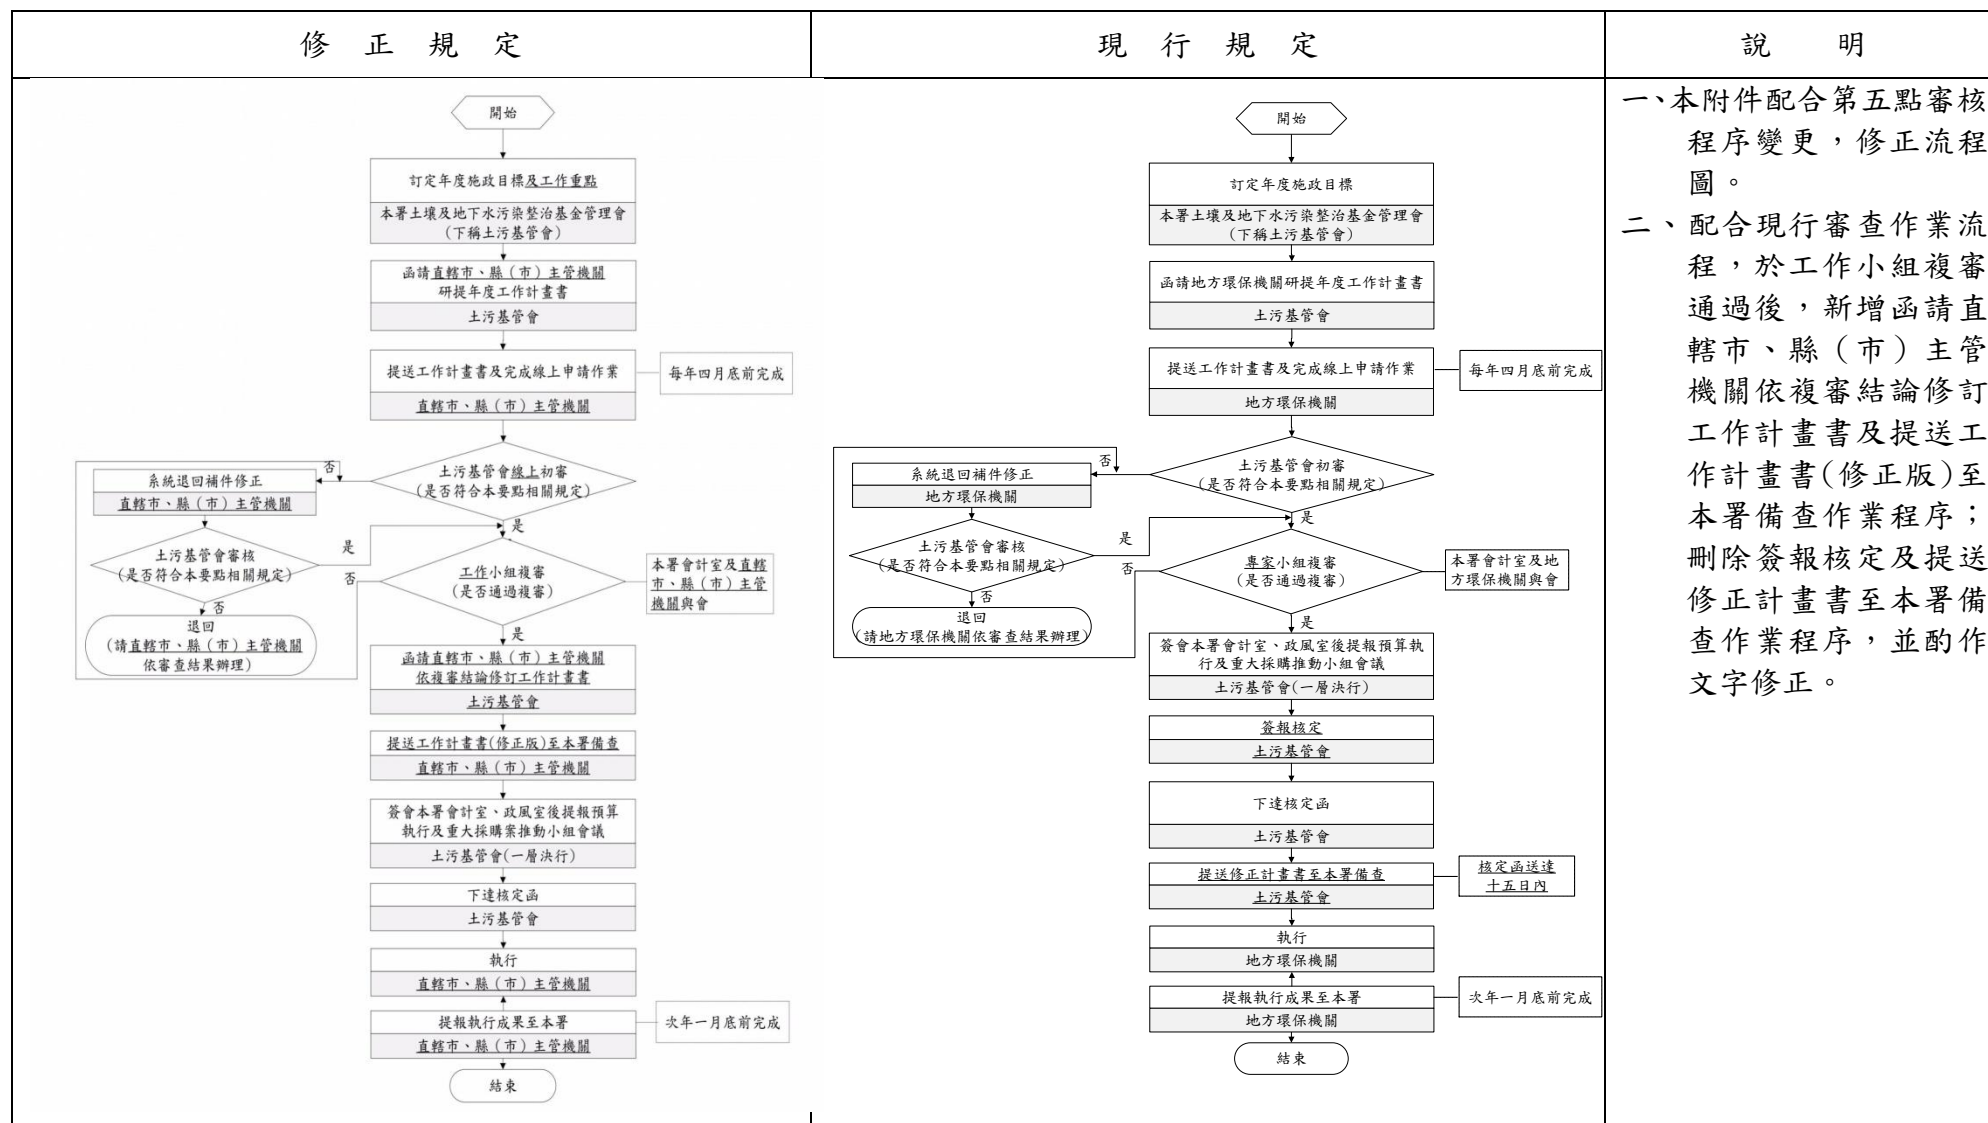 修正規定
現行規定
說明
開始
訂定年度施政目標及工作重點
本署土壤及地下水污染整治基金管理會
(下稱土污基管會)
函請直轄市、縣(市)主管機關
研提年度工作計畫書
土污基管會
提送工作計畫書及完成線上申請作業
直轄市、縣(市)主管機關
每年四月底前完成
土污基管會線上初審
(是否符合本要點相關規定)
否
系統退回補件修正
直轄市、縣(市)主管機關
是
土污基管會審核
(是否符合本要點相關規定)
是
否
工作小組複審
(是否通過複審)
本署會計室及直轄
市、縣(市)主管
機關與會
否
退回
(請直轄市、縣(市)主管機關
依審查結果辦理)
是
函請直轄市、縣(市)主管機關
依複審結論修訂工作計畫書
土污基管會
提送工作計畫書(修正版)至本署備查
直轄市、縣(市)主管機關
簽會本署會計室、政風室後提報預算
執行及重大採購案推動小組會議
土污基管會(一層決行)
下達核定函
土污基管會
執行
直轄市、縣(市)主管機關
提報執行成果至本署
直轄市、縣(市)主管機關
次年一月底前完成
結束
開始
訂定年度施政目標
本署土壤及地下水污染整治基金管理會
(下稱土污基管會)
函請地方環保機關研提年度工作計畫書
土污基管會
提送工作計畫書及完成線上申請作業
地方環保機關
每年四月底前完成
土污基管會初審
(是否符合本要點相關規定)
否
系統退回補件修正
地方環保機關
是
土污基管會審核
(是否符合本要點相關規定)
是
否
專家小組複審
(是否通過複審)
本署會計室及地
方環保機關與會
否
退回
(請地方環保機關依審查結果辦理)
是
簽會本署會計室、政風室後提報預算執
行及重大採購推動小組會議
土污基管會(一層決行)
簽報核定
土污基管會
下達核定函
土污基管會
提送修正計畫書至本署備查
土污基管會
核定函送達
十五日內
執行
地方環保機關
提報執行成果至本署
地方環保機關
次年一月底前完成
結束
一、本附件配合第五點審核
程序變更,修正流程
圖。
二、配合現行審查作業流
程,於工作小組複審
通過後,新增函請直
轄市、縣(市)主管
機關依複審結論修訂
工作計畫書及提送工
作計畫書(修正版)至
本署備查作業程序;
刪除簽報核定及提送
修正計畫書至本署備
查作業程序,並酌作
文字修正。